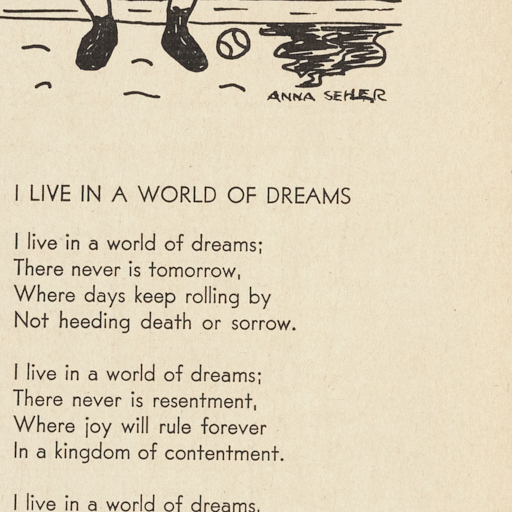 ANNA SEHER
I LIVE IN A WORLD OF DREAMS
I live in a world of dreams;
There never is tomorrow,
Where days keep rolling by
Not heeding death or sorrow.
I live in a world of dreams;
There never is resentment,
Where joy will rule forever
In a kingdom of contentment.
I live in a world of dreams,